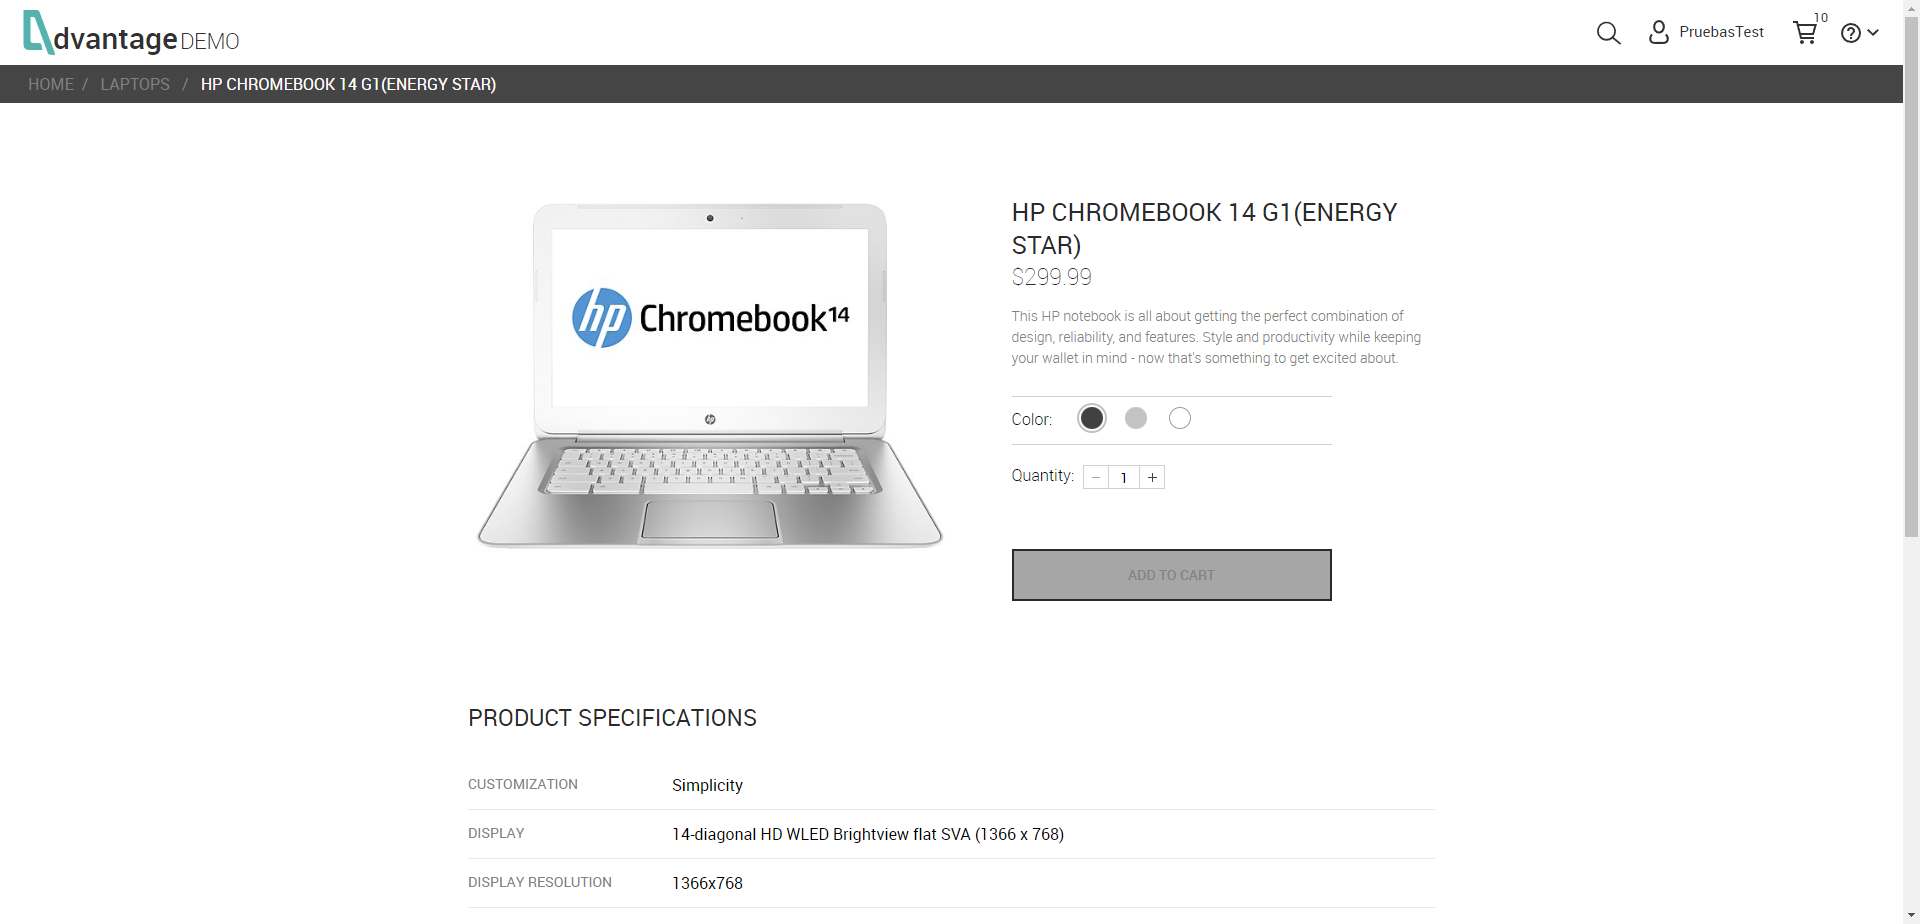 dvantage DEMO
PruebasTest
10
HOME / LAPTOPS / HP CHROMEBOOK 14 G1(ENERGY STAR)
hp Chromebook14
hp
HP CHROMEBOOK 14 G1(ENERGY
STAR)
$299.99
This HP notebook is all about getting the perfect combination of
design, reliability, and features. Style and productivity while keeping
your wallet in mind - now that's something to get excited about.
Color:
Quantity: − 1 +
ADD TO CART
PRODUCT SPECIFICATIONS
CUSTOMIZATION Simplicity
DISPLAY 14-diagonal HD WLED Brightview flat SVA (1366 x 768)
DISPLAY RESOLUTION 1366x768